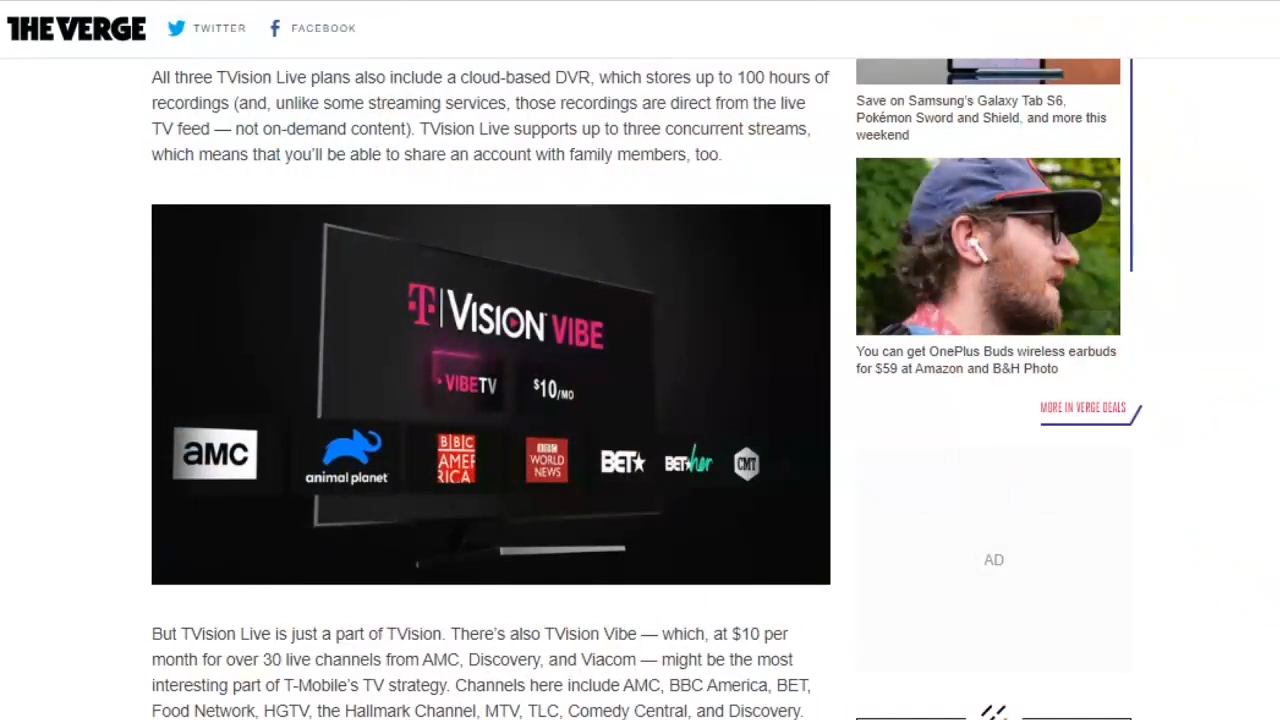 THE VERGE TWITTER FACEBOOK
All three TVision Live plans also include a cloud-based DVR, which stores up to 100 hours of
recordings (and, unlike some streaming services, those recordings are direct from the live
TV feed — not on-demand content). TVision Live supports up to three concurrent streams,
which means that you'll be able to share an account with family members, too.
T VISION VIBE
VIBE TV $10/MO
aMC
animal planet
BBC
AME
RICA
BBC
WORLD
NEWS
BET
BET her
CMT
But TVision Live is just a part of TVision. There's also TVision Vibe — which, at $10 per
month for over 30 live channels from AMC, Discovery, and Viacom — might be the most
interesting part of T-Mobile's TV strategy. Channels here include AMC, BBC America, BET,
Food Network, HGTV, the Hallmark Channel, MTV, TLC, Comedy Central, and Discovery.
Save on Samsung's Galaxy Tab S6,
Pokémon Sword and Shield, and more this
weekend
You can get OnePlus Buds wireless earbuds
for $59 at Amazon and B&H Photo
MORE IN VERGE DEALS
AD